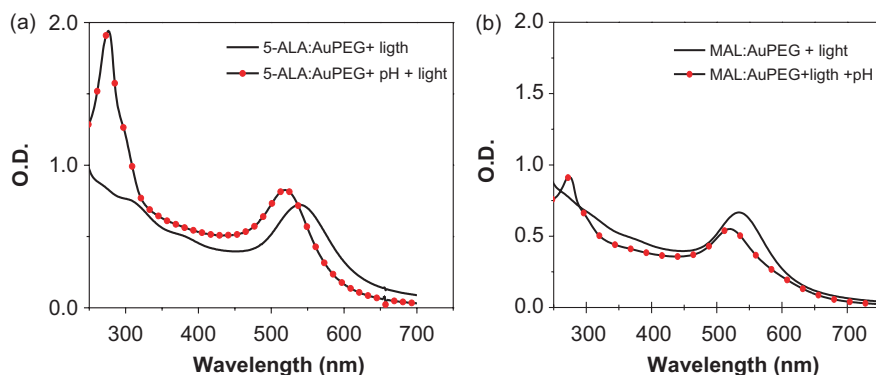 (a)
5-ALA:AuPEG+ ligth
5-ALA:AuPEG+ pH + light
O.D.
2.0
1.0
0.0
300 400 500 600 700
Wavelength (nm)
(b)
MAL:AuPEG + light
MAL:AuPEG+ligth +pH
O.D.
2.0
1.5
1.0
0.5
0.0
300 400 500 600 700
Wavelength (nm)